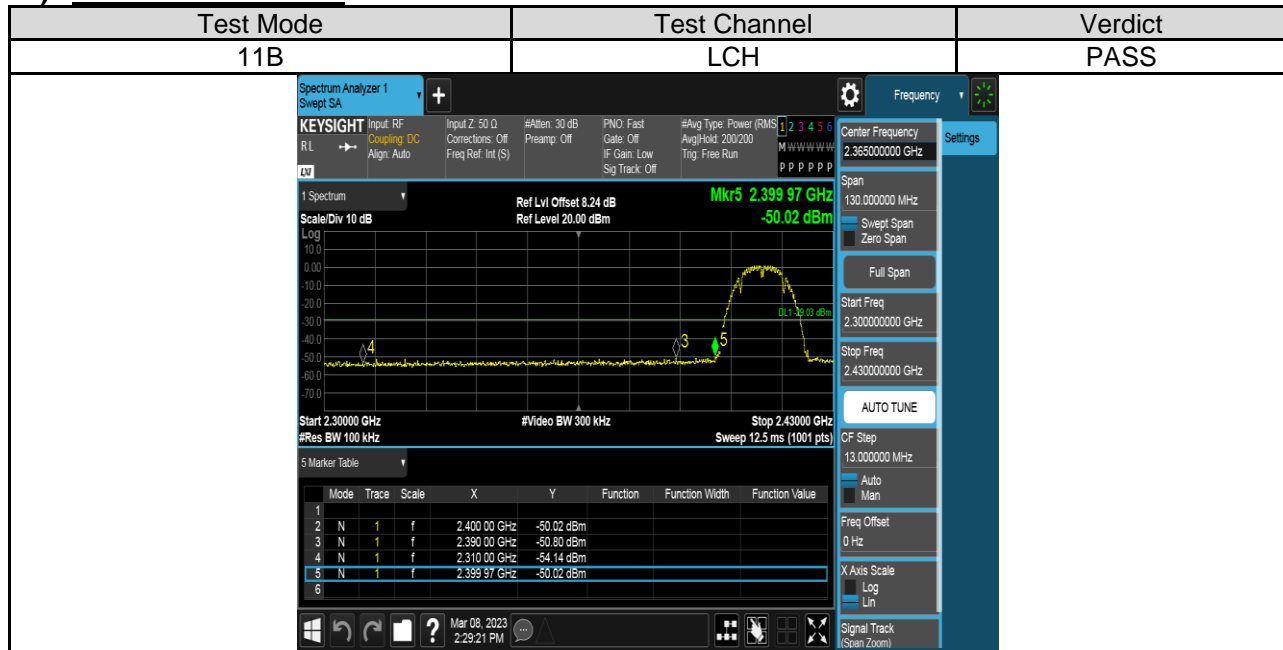 Test Mode Test Channel Verdict
11B LCH PASS
Spectrum Analyzer 1
Swept SA
Frequency
KEYSIGHT Input: RF Input Z: 50 Ω #Atten: 30 dB PNO: Fast #Avg Type: Power (RMS 1 2 3 4 5 6
RL Coupling: DC Corrections: Off Preamp: Off Gate: Off Avg|Hold: 200/200 M W W W W W
Align: Auto Freq Ref: Int (S) IF Gain: Low Trig: Free Run
LXI Sig Track: Off P P P P P P
1 Spectrum
Ref Lvl Offset 8.24 dB Mkr5 2.399 97 GHz
Scale/Div 10 dB Ref Level 20.00 dBm -50.02 dBm
Log
10.0
0.00
-10.0
-20.0
DL1 -29.03 dBm
-30.0
-40.0
4 3 5
-50.0
-60.0
-70.0
Start 2.30000 GHz #Video BW 300 kHz Stop 2.43000 GHz
#Res BW 100 kHz Sweep 12.5 ms (1001 pts)
5 Marker Table
Mode Trace Scale X Y Function Function Width Function Value
1
2 N 1 f 2.400 00 GHz -50.02 dBm
3 N 1 f 2.390 00 GHz -50.80 dBm
4 N 1 f 2.310 00 GHz -54.14 dBm
5 N 1 f 2.399 97 GHz -50.02 dBm
6
Mar 08, 2023
2:29:21 PM
Center Frequency
2.365000000 GHz
Settings
Span
130.000000 MHz
Swept Span
Zero Span
Full Span
Start Freq
2.300000000 GHz
Stop Freq
2.430000000 GHz
AUTO TUNE
CF Step
13.000000 MHz
Auto
Man
Freq Offset
0 Hz
X Axis Scale
Log
Lin
Signal Track
(Span Zoom)